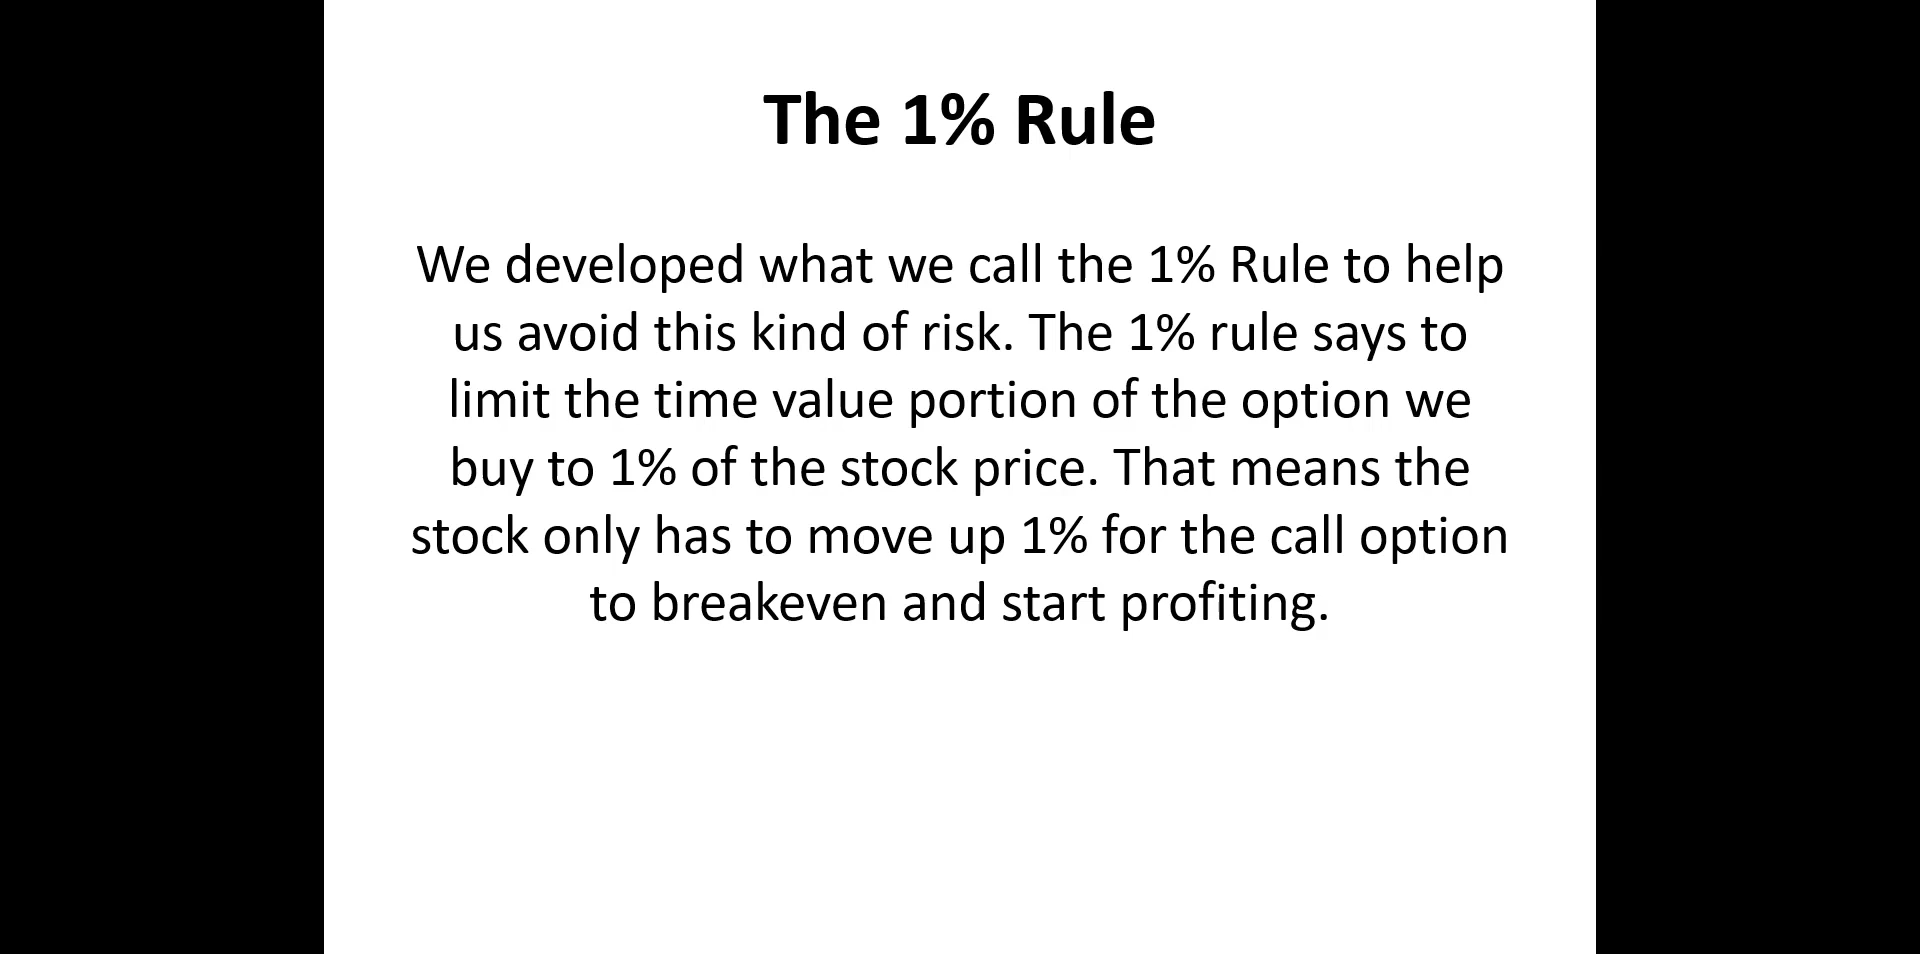 The 1% Rule
We developed what we call the 1% Rule to help
us avoid this kind of risk. The 1% rule says to
limit the time value portion of the option we
buy to 1% of the stock price. That means the
stock only has to move up 1% for the call option
to breakeven and start profiting.